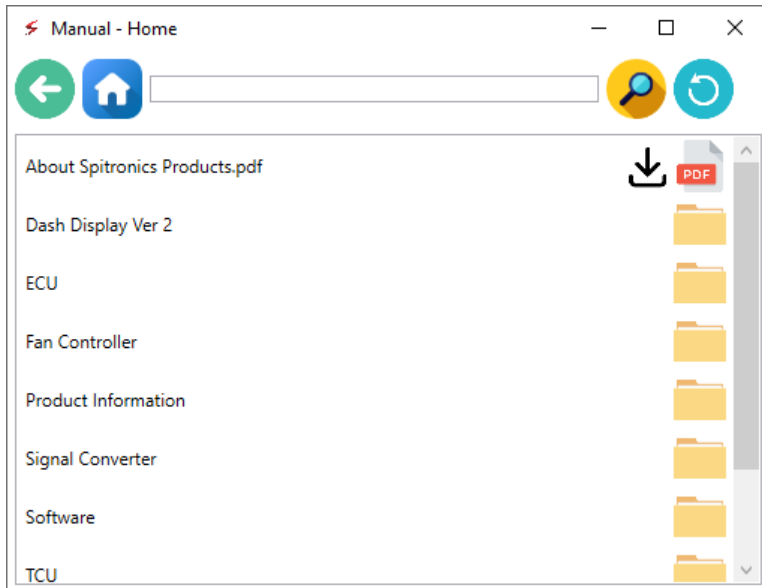 Manual - Home
About Spitronics Products.pdf
PDF
Dash Display Ver 2
ECU
Fan Controller
Product Information
Signal Converter
Software
TCU